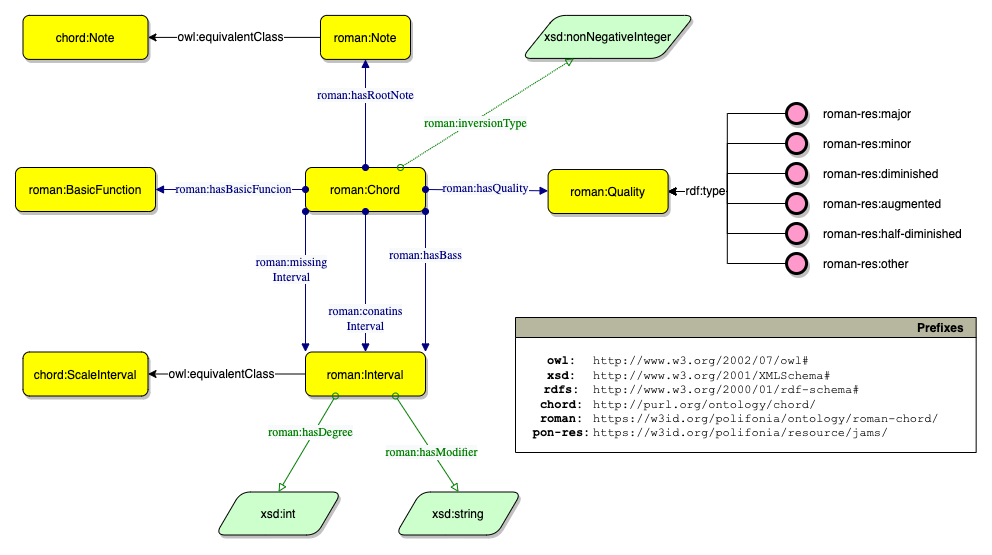 chord:Note
owl:equivalentClass
roman:Note
xsd:nonNegativeInteger
roman:hasRootNote
roman:inversionType
roman-res:major
roman-res:minor
roman-res:diminished
roman-res:augmented
roman-res:half-diminished
roman-res:other
roman:BasicFunction
roman:hasBasicFuncion
roman:Chord
roman:hasQuality
roman:Quality
rdf:type
roman:missing
Interval
roman:conatins
Interval
roman:hasBass
chord:ScaleInterval
owl:equivalentClass
roman:Interval
roman:hasDegree
roman:hasModifier
xsd:int
xsd:string
Prefixes
owl: http://www.w3.org/2002/07/owl#
xsd: http://www.w3.org/2001/XMLSchema#
rdfs: http://www.w3.org/2000/01/rdf-schema#
chord: http://purl.org/ontology/chord/
roman: https://w3id.org/polifonia/ontology/roman-chord/
pon-res: https://w3id.org/polifonia/resource/jams/